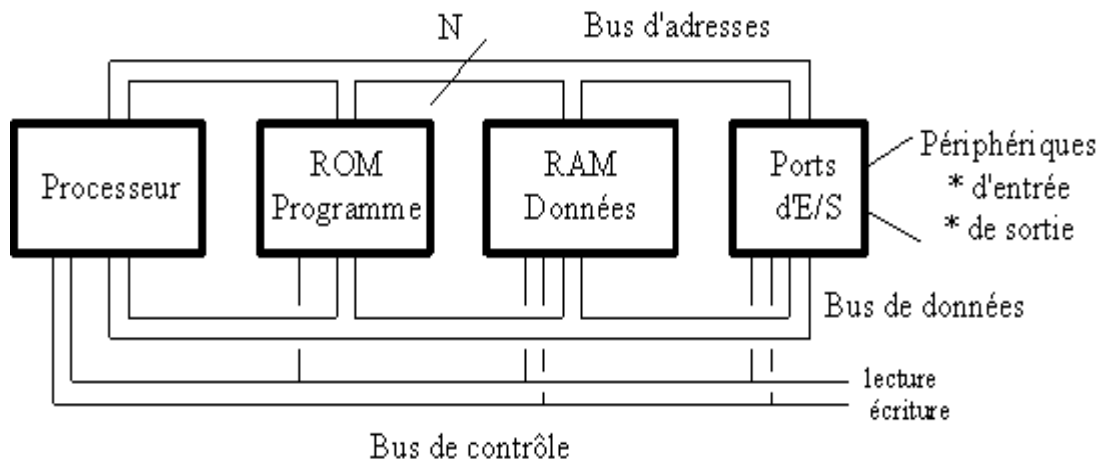 N
Bus d'adresses
Processeur
ROM
Programme
RAM
Données
Ports
d'E/S
Périphériques
* d'entrée
* de sortie
Bus de données
lecture
écriture
Bus de contrôle